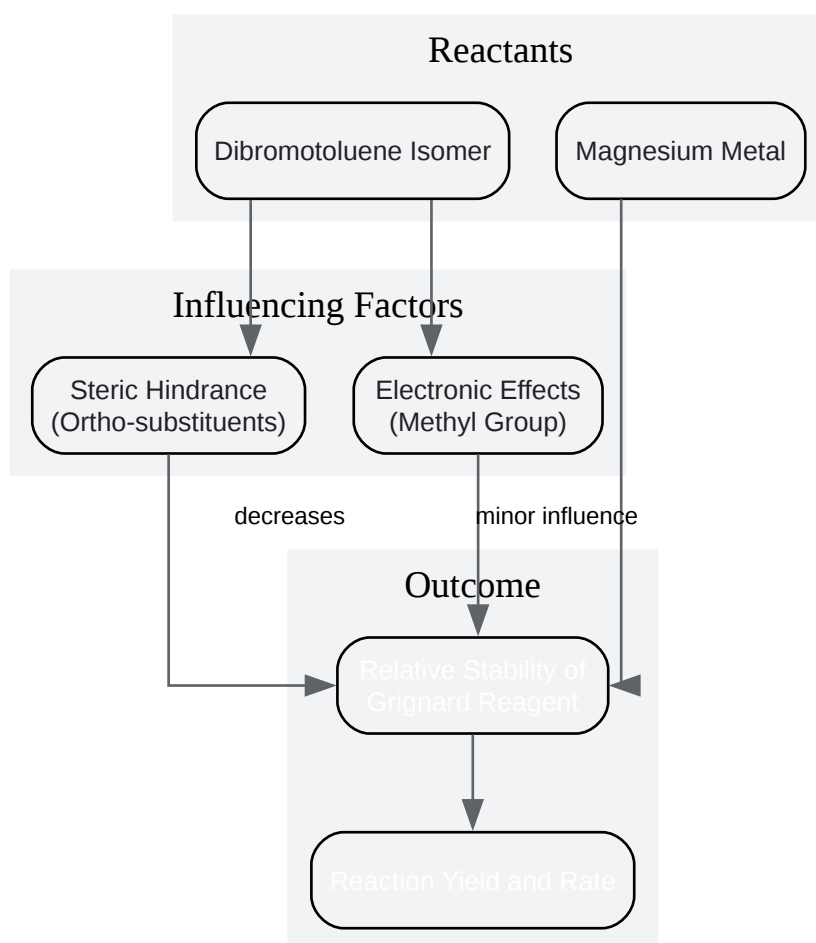 Reactants
Dibromotoluene Isomer
Magnesium Metal
Influencing Factors
Steric Hindrance
(Ortho-substituents)
Electronic Effects
(Methyl Group)
decreases
minor influence
Outcome
Relative Stability of
Grignard Reagent
Reaction Yield and Rate